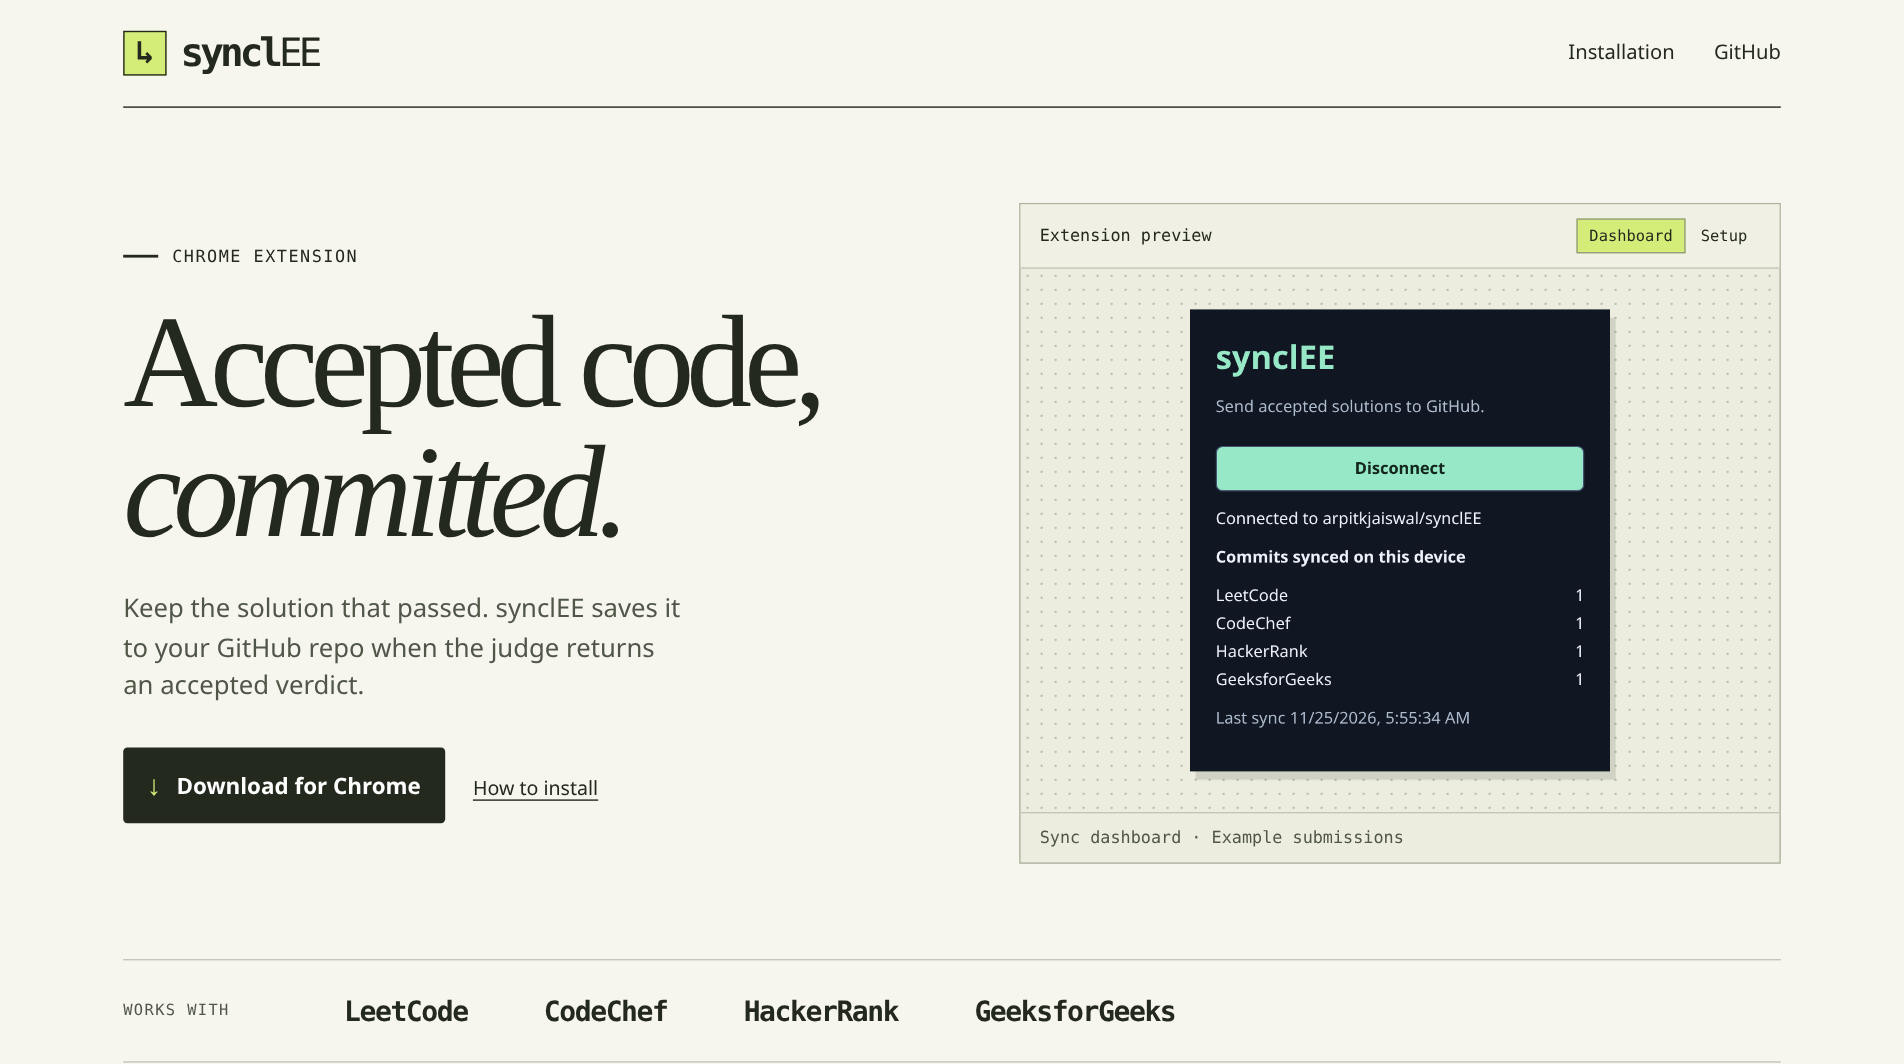 ↳ synclEE
Installation GitHub
CHROME EXTENSION
Accepted code,
committed.
Keep the solution that passed. synclEE saves it
to your GitHub repo when the judge returns
an accepted verdict.
↓ Download for Chrome
How to install
Extension preview
Dashboard Setup
synclEE
Send accepted solutions to GitHub.
Disconnect
Connected to arpitkjaiswal/synclEE
Commits synced on this device
LeetCode 1
CodeChef 1
HackerRank 1
GeeksforGeeks 1
Last sync 11/25/2026, 5:55:34 AM
Sync dashboard · Example submissions
WORKS WITH LeetCode CodeChef HackerRank GeeksforGeeks